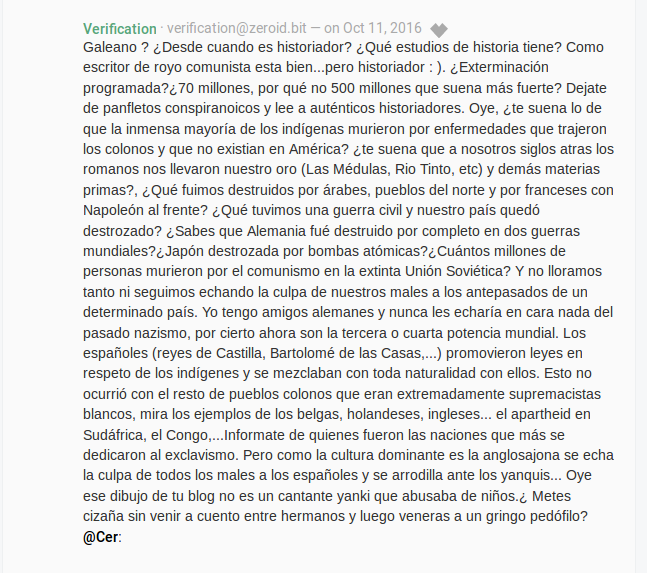 Verification · verification@zeroid.bit — on Oct 11, 2016
Galeano ? ¿Desde cuando es historiador? ¿Qué estudios de historia tiene? Como
escritor de royo comunista esta bien...pero historiador : ). ¿Exterminación
programada?¿70 millones, por qué no 500 millones que suena más fuerte? Dejate
de panfletos conspiranoicos y lee a auténticos historiadores. Oye, ¿te suena lo de
que la inmensa mayoría de los indígenas murieron por enfermedades que trajeron
los colonos y que no existian en América? ¿te suena que a nosotros siglos atras los
romanos nos llevaron nuestro oro (Las Médulas, Rio Tinto, etc) y demás materias
primas?, ¿Qué fuimos destruidos por árabes, pueblos del norte y por franceses con
Napoleón al frente? ¿Qué tuvimos una guerra civil y nuestro país quedó
destrozado? ¿Sabes que Alemania fué destruido por completo en dos guerras
mundiales?¿Japón destrozada por bombas atómicas?¿Cuántos millones de
personas murieron por el comunismo en la extinta Unión Soviética? Y no lloramos
tanto ni seguimos echando la culpa de nuestros males a los antepasados de un
determinado país. Yo tengo amigos alemanes y nunca les echaría en cara nada del
pasado nazismo, por cierto ahora son la tercera o cuarta potencia mundial. Los
españoles (reyes de Castilla, Bartolomé de las Casas,...) promovieron leyes en
respeto de los indígenes y se mezclaban con toda naturalidad con ellos. Esto no
ocurrió con el resto de pueblos colonos que eran extremadamente supremacistas
blancos, mira los ejemplos de los belgas, holandeses, ingleses... el apartheid en
Sudáfrica, el Congo,...Informate de quienes fueron las naciones que más se
dedicaron al exclavismo. Pero como la cultura dominante es la anglosajona se echa
la culpa de todos los males a los españoles y se arrodilla ante los yanquis... Oye
ese dibujo de tu blog no es un cantante yanki que abusaba de niños.¿ Metes
cizaña sin venir a cuento entre hermanos y luego veneras a un gringo pedófilo?
@Cer: